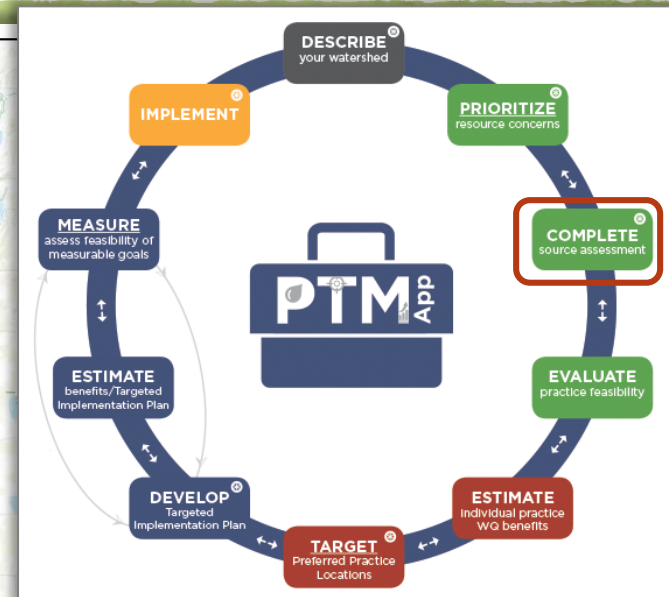 DESCRIBE
your watershed
PRIORITIZE
resource concerns
COMPLETE
source assessment
EVALUATE
practice feasibility
ESTIMATE
Individual practice
WQ benefits
TARGET
Preferred Practice
Locations
DEVELOP
Targeted
Implementation Plan
ESTIMATE
benefits/Targeted
Implementation Plan
MEASURE
assess feasibility of
measurable goals
IMPLEMENT
PTM App